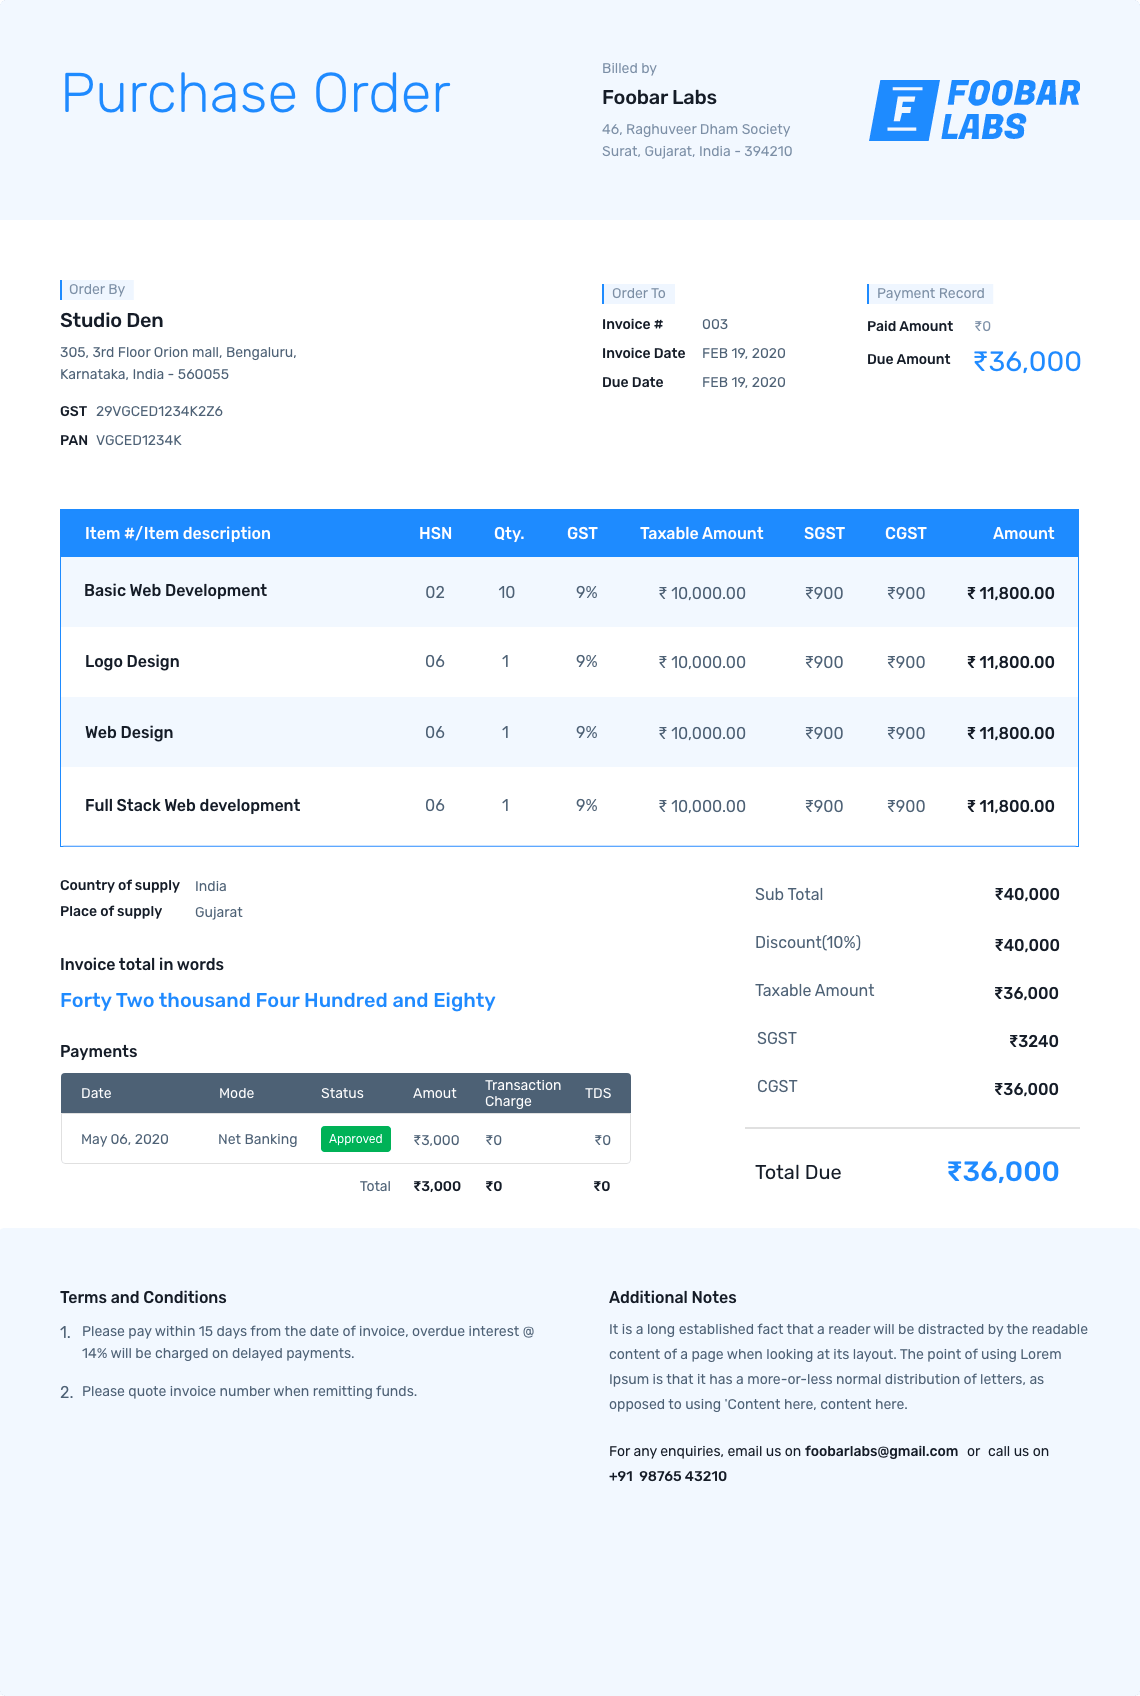 Purchase Order
Billed by
Foobar Labs
46, Raghuveer Dham Society
Surat, Gujarat, India - 394210
F
FOOBAR
LABS
Order By
Studio Den
305, 3rd Floor Orion mall, Bengaluru,
Karnataka, India - 560055
GST 29VGCED1234K2Z6
PAN VGCED1234K
Order To
Invoice # 003
Invoice Date FEB 19, 2020
Due Date FEB 19, 2020
Payment Record
Paid Amount ₹0
Due Amount ₹36,000
Item #/Item description HSN Qty. GST Taxable Amount SGST CGST Amount
Basic Web Development 02 10 9% ₹ 10,000.00 ₹900 ₹900 ₹ 11,800.00
Logo Design 06 1 9% ₹ 10,000.00 ₹900 ₹900 ₹ 11,800.00
Web Design 06 1 9% ₹ 10,000.00 ₹900 ₹900 ₹ 11,800.00
Full Stack Web development 06 1 9% ₹ 10,000.00 ₹900 ₹900 ₹ 11,800.00
Country of supply India
Place of supply Gujarat
Invoice total in words
Forty Two thousand Four Hundred and Eighty
Payments
Date Mode Status Amout Transaction Charge TDS
May 06, 2020 Net Banking Approved ₹3,000 ₹0 ₹0
Total ₹3,000 ₹0 ₹0
Sub Total ₹40,000
Discount(10%) ₹40,000
Taxable Amount ₹36,000
SGST ₹3240
CGST ₹36,000
Total Due ₹36,000
Terms and Conditions
1. Please pay within 15 days from the date of invoice, overdue interest @
14% will be charged on delayed payments.
2. Please quote invoice number when remitting funds.
Additional Notes
It is a long established fact that a reader will be distracted by the readable
content of a page when looking at its layout. The point of using Lorem
Ipsum is that it has a more-or-less normal distribution of letters, as
opposed to using 'Content here, content here.
For any enquiries, email us on foobarlabs@gmail.com or call us on
+91 98765 43210